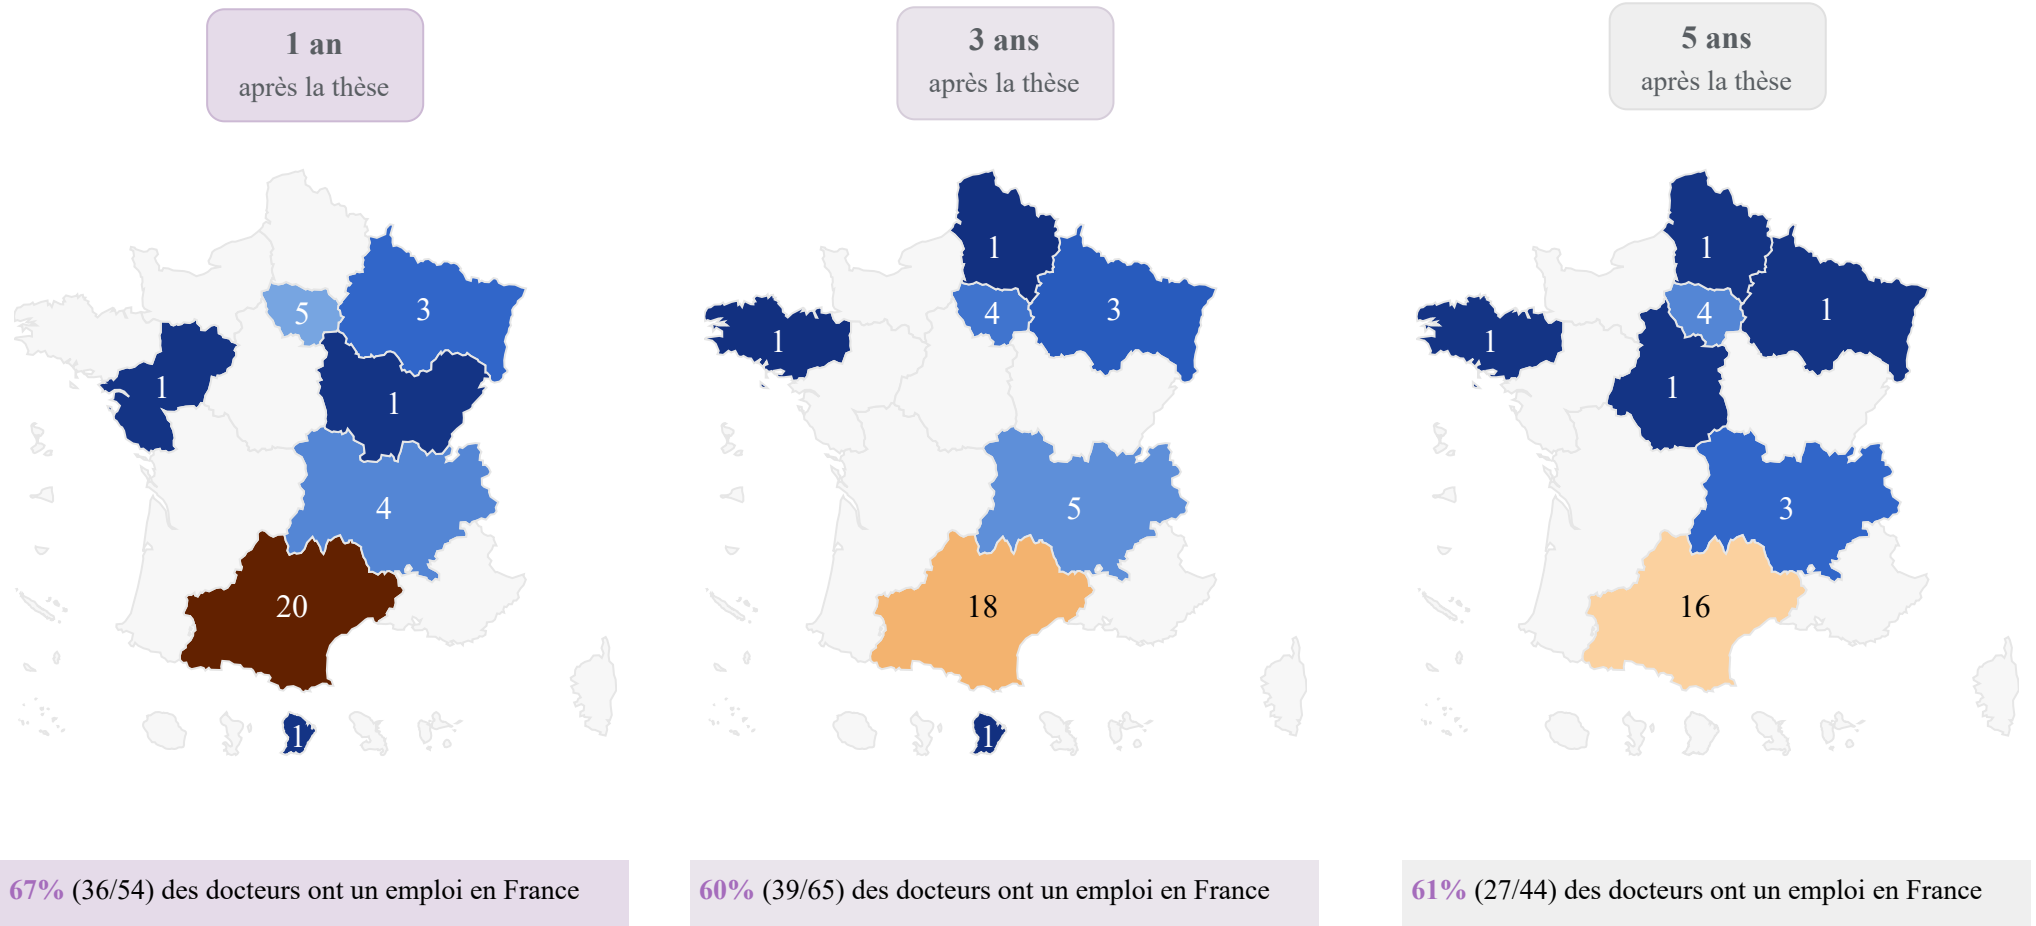 1 an
après la thèse
3 ans
après la thèse
5 ans
après la thèse
5
3
1
1
4
20
1
1
4
3
1
5
18
1
1
4
1
1
1
3
16
67% (36/54) des docteurs ont un emploi en France
60% (39/65) des docteurs ont un emploi en France
61% (27/44) des docteurs ont un emploi en France